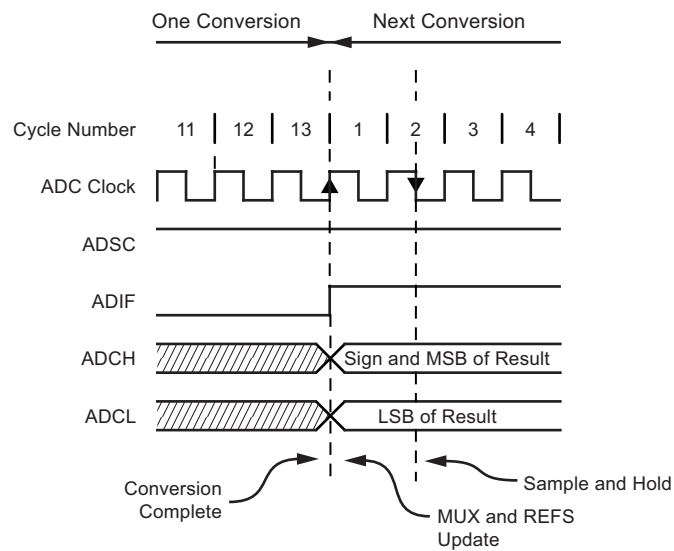 One Conversion Next Conversion
Cycle Number 11 12 13 1 2 3 4
ADC Clock
ADSC
ADIF
ADCH Sign and MSB of Result
ADCL LSB of Result
Conversion
Complete
Sample and Hold
MUX and REFS
Update